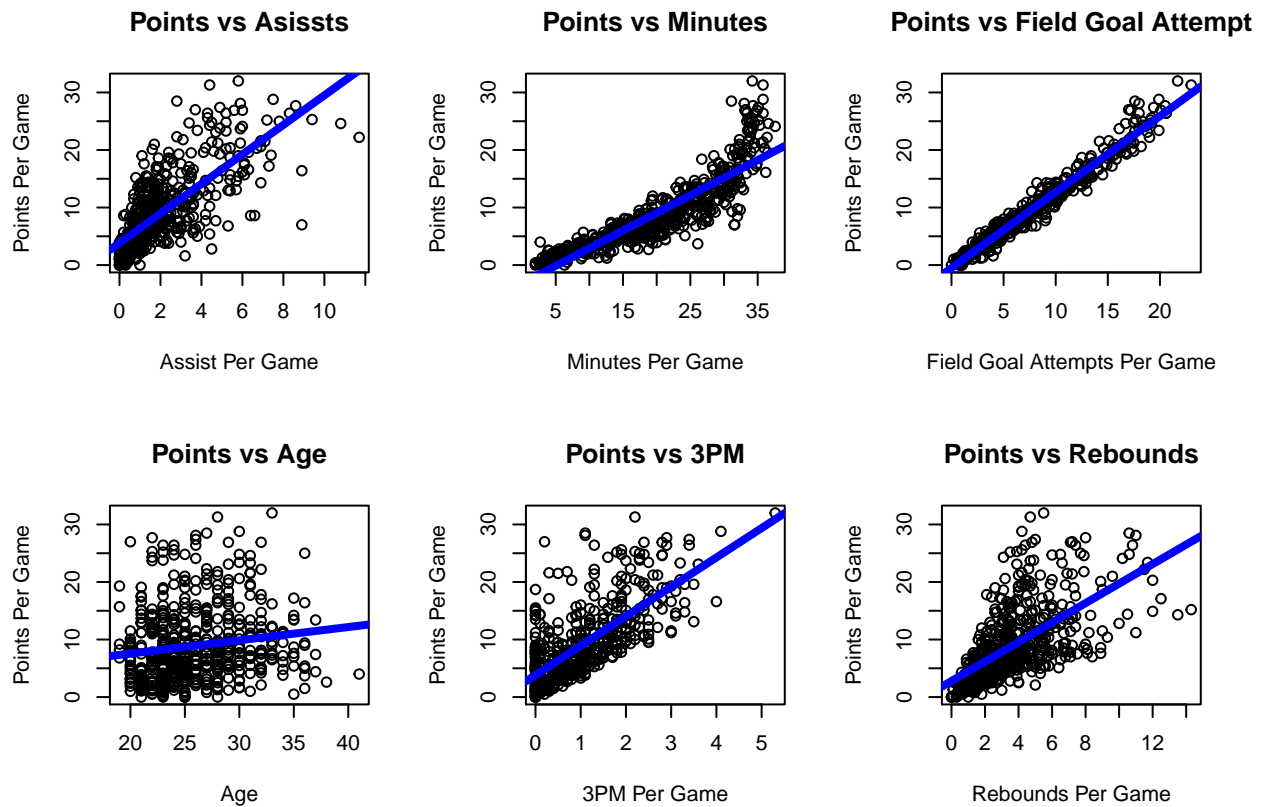 Points vs Asissts
Points Per Game
0 10 20 30
0 2 4 6 8 10
Assist Per Game
Points vs Minutes
Points Per Game
0 10 20 30
5 15 25 35
Minutes Per Game
Points vs Field Goal Attempt
Points Per Game
0 10 20 30
0 5 10 15 20
Field Goal Attempts Per Game
Points vs Age
Points Per Game
0 10 20 30
20 25 30 35 40
Age
Points vs 3PM
Points Per Game
0 10 20 30
0 1 2 3 4 5
3PM Per Game
Points vs Rebounds
Points Per Game
0 10 20 30
0 2 4 6 8 12
Rebounds Per Game